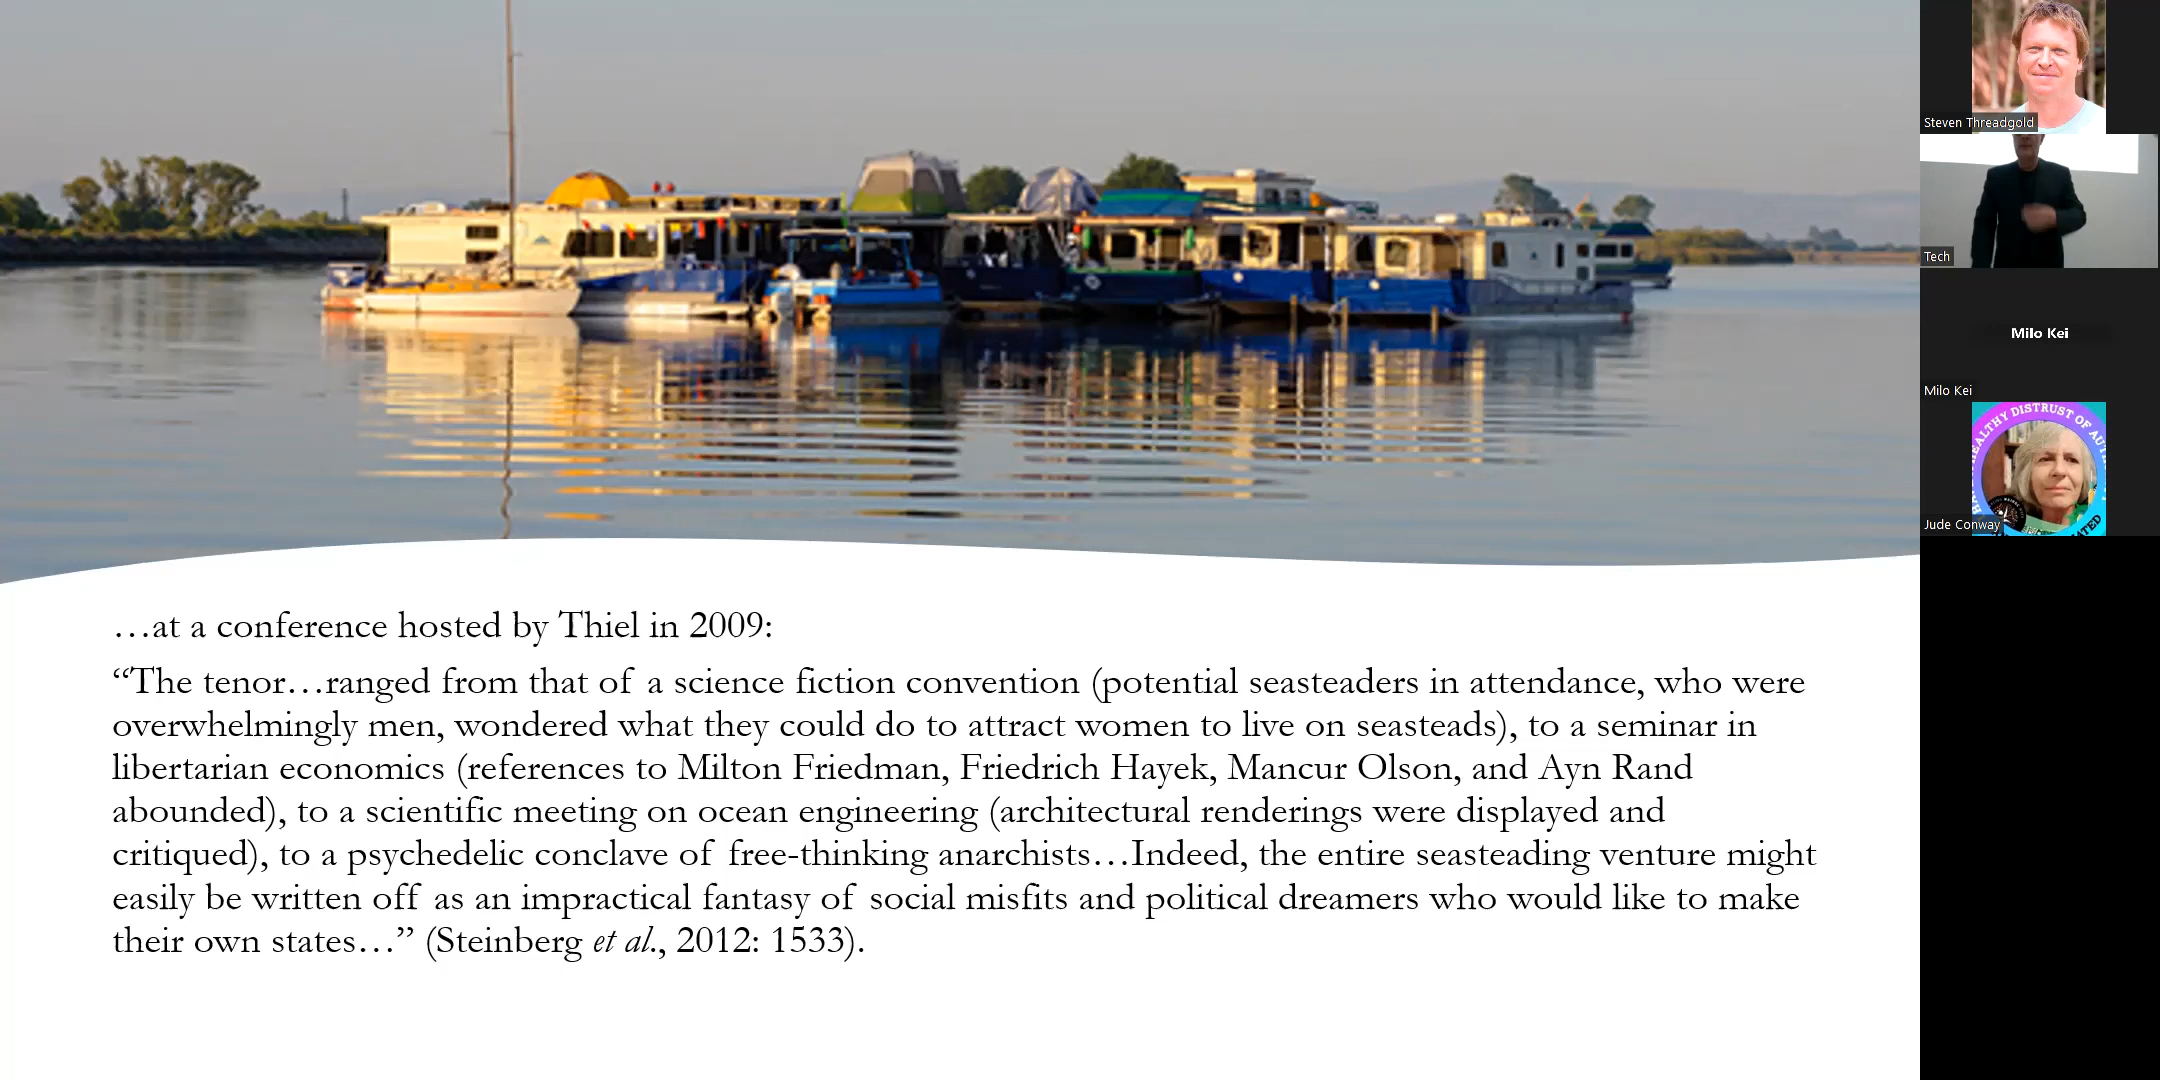 …at a conference hosted by Thiel in 2009:
“The tenor…ranged from that of a science fiction convention (potential seasteaders in attendance, who were
overwhelmingly men, wondered what they could do to attract women to live on seasteads), to a seminar in
libertarian economics (references to Milton Friedman, Friedrich Hayek, Mancur Olson, and Ayn Rand
abounded), to a scientific meeting on ocean engineering (architectural renderings were displayed and
critiqued), to a psychedelic conclave of free-thinking anarchists…Indeed, the entire seasteading venture might
easily be written off as an impractical fantasy of social misfits and political dreamers who would like to make
their own states…” (Steinberg et al., 2012: 1533).
Steven Threadgold
Tech
Milo Kei
Milo Kei
DISTRUST OF
Jude Conway